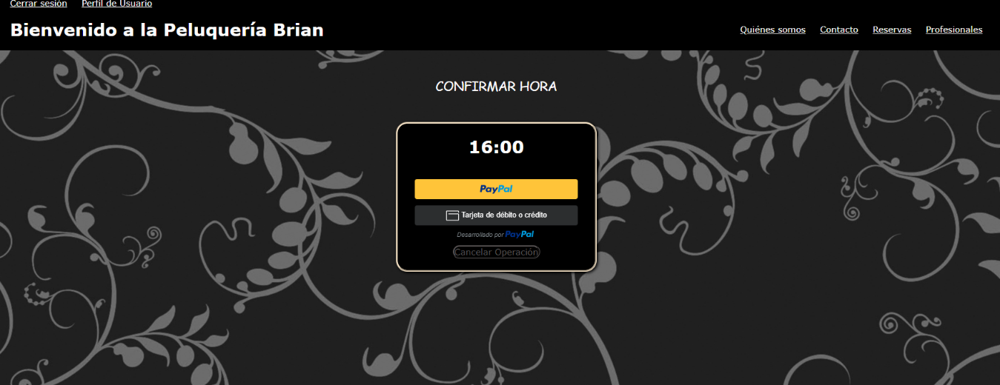 Cerrar sesión Perfil de Usuario
Bienvenido a la Peluquería Brian
Quiénes somos Contacto Reservas Profesionales
CONFIRMAR HORA
16:00
PayPal
Tarjeta de débito o crédito
Desarrollado por PayPal
Cancelar Operación